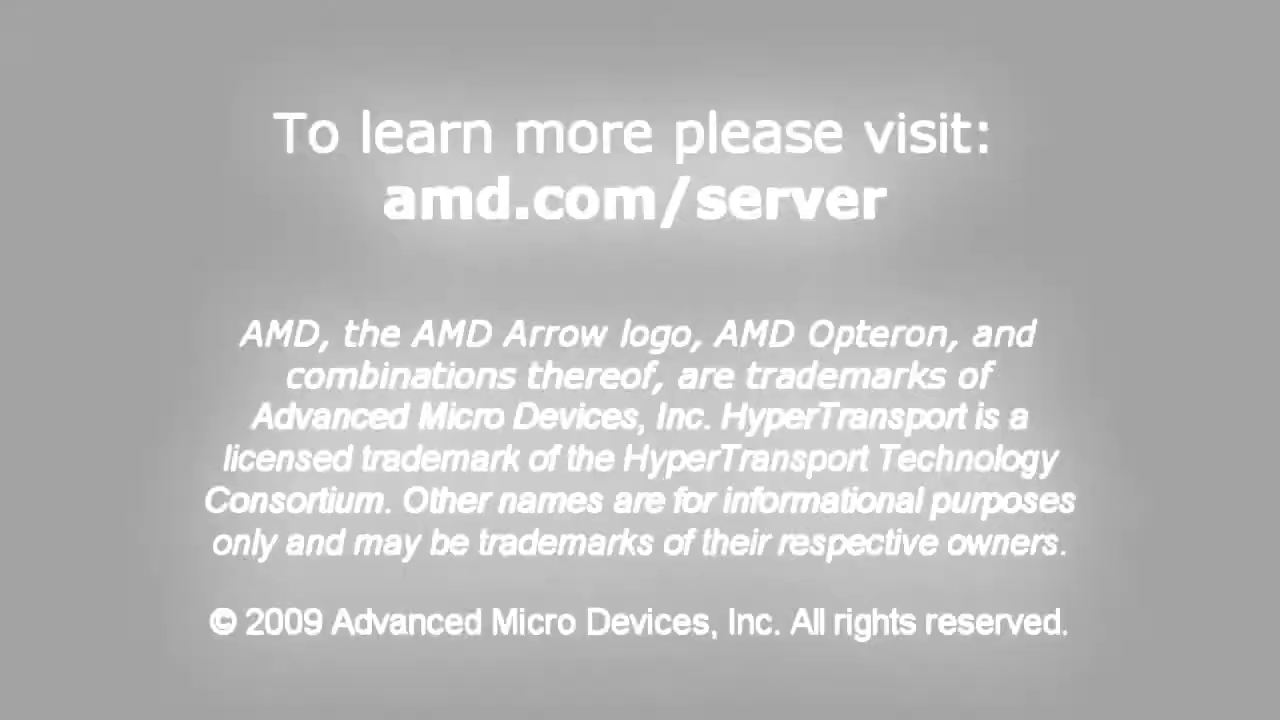 To learn more please visit:
amd.com/server
AMD, the AMD Arrow logo, AMD Opteron, and
combinations thereof, are trademarks of
Advanced Micro Devices, Inc. HyperTransport is a
licensed trademark of the HyperTransport Technology
Consortium. Other names are for informational purposes
only and may be trademarks of their respective owners.
© 2009 Advanced Micro Devices, Inc. All rights reserved.